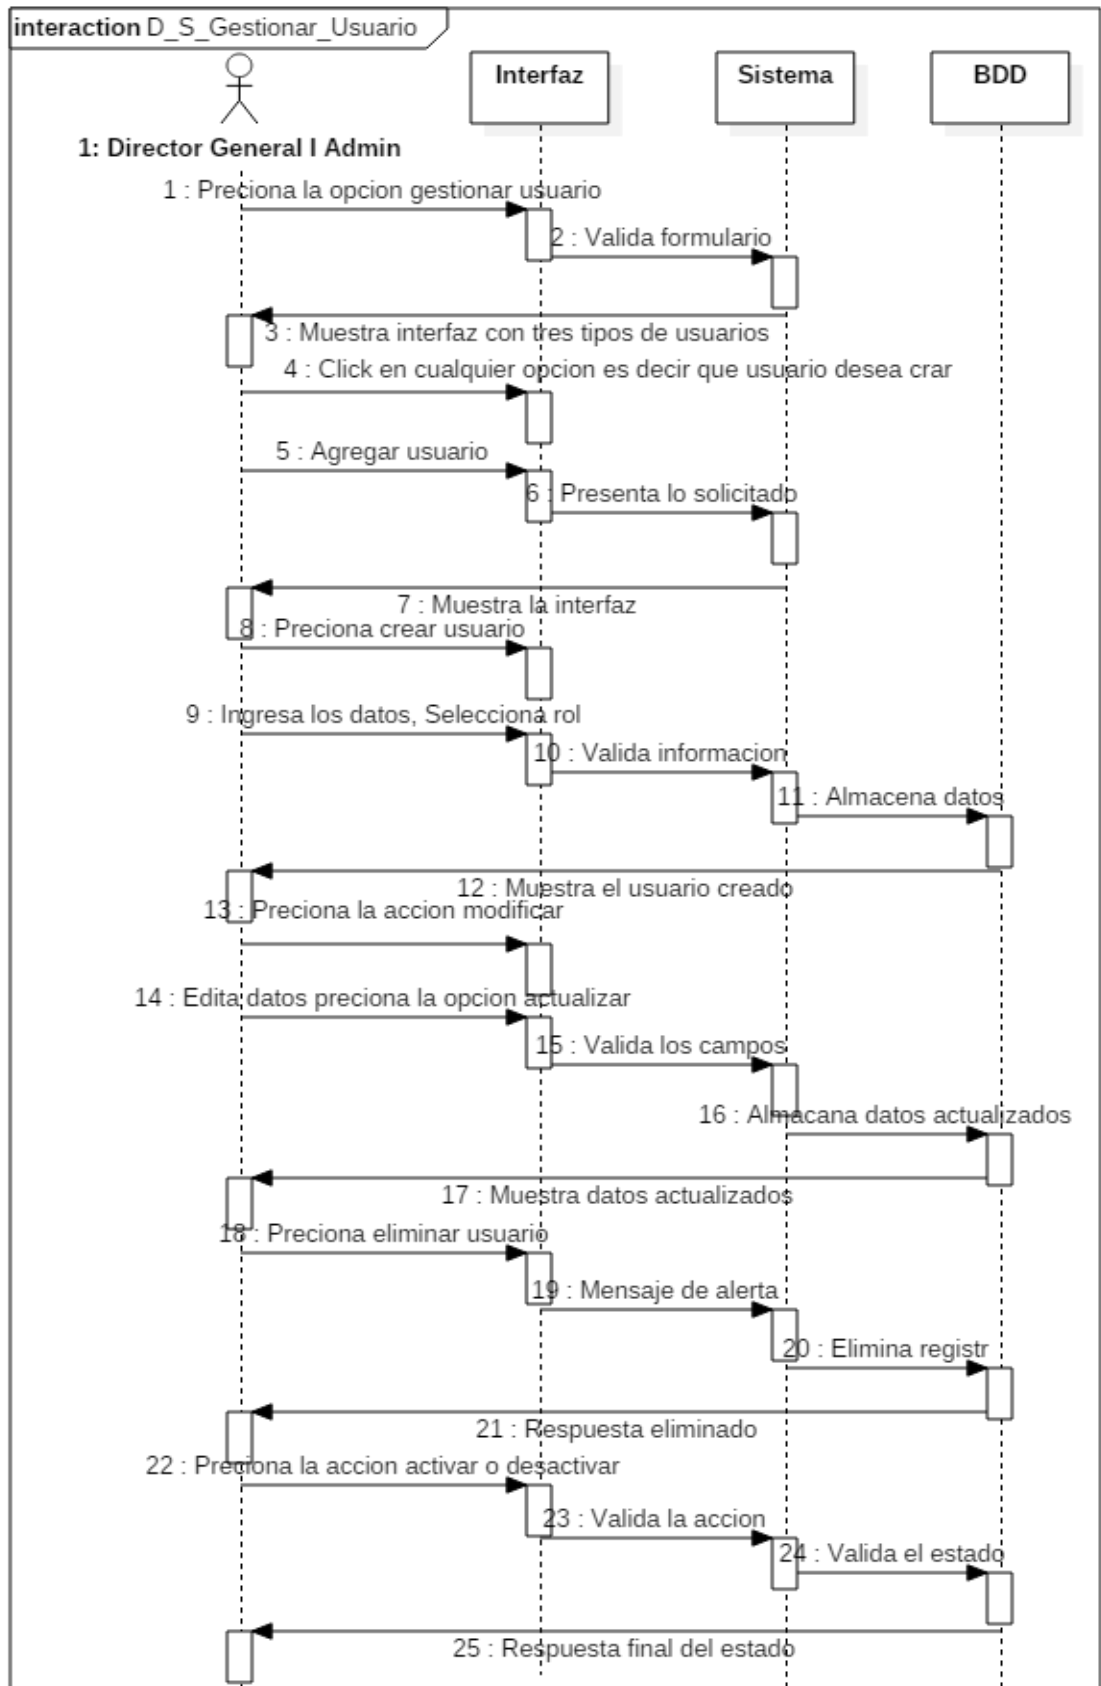 interaction D_S_Gestionar_Usuario
Interfaz
Sistema
BDD
1: Director General I Admin
1 : Preciona la opcion gestionar usuario
2 : Valida formulario
3 : Muestra interfaz con tres tipos de usuarios
4 : Click en cualquier opcion es decir que usuario desea crar
5 : Agregar usuario
6 : Presenta lo solicitado
7 : Muestra la interfaz
8 : Preciona crear usuario
9 : Ingresa los datos, Selecciona rol
10 : Valida informacion
11 : Almacena datos
12 : Muestra el usuario creado
13 : Preciona la accion modificar
14 : Edita datos preciona la opcion actualizar
15 : Valida los campos
16 : Almacana datos actualizados
17 : Muestra datos actualizados
18 : Preciona eliminar usuario
19 : Mensaje de alerta
20 : Elimina registr
21 : Respuesta eliminado
22 : Preciona la accion activar o desactivar
23 : Valida la accion
24 : Valida el estado
25 : Respuesta final del estado